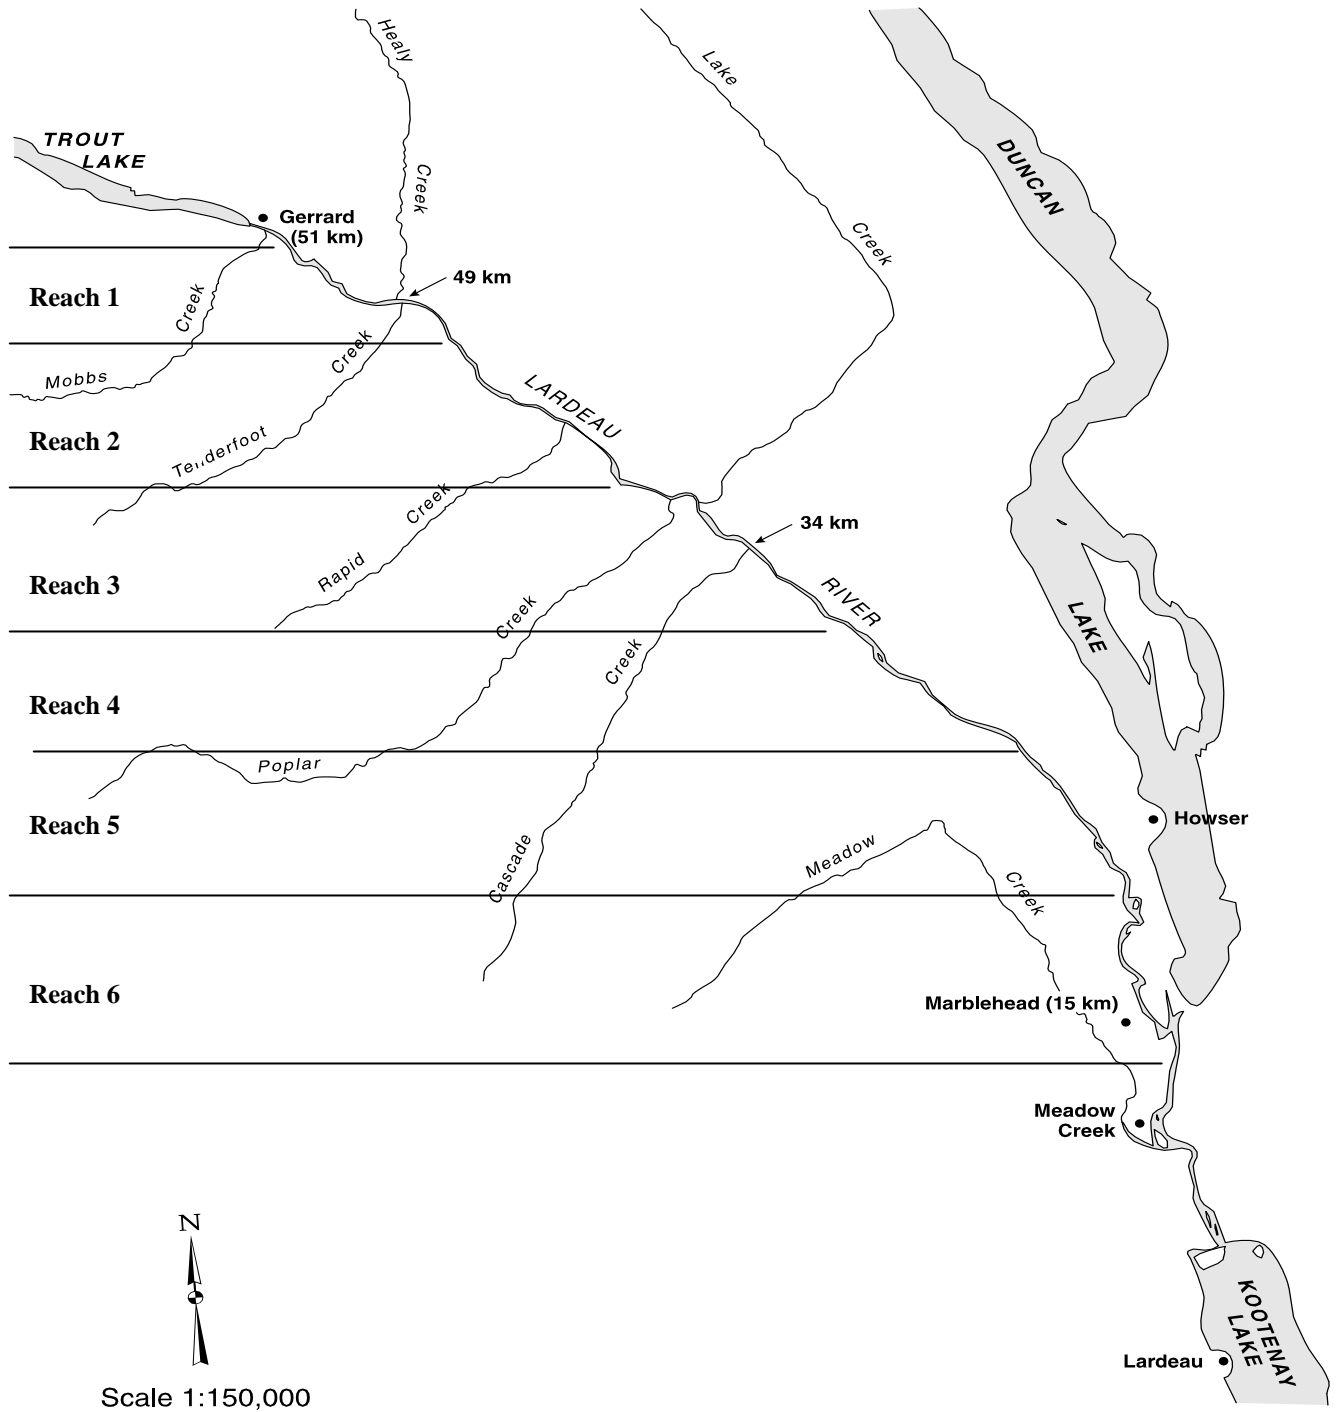 Healy
Creek
Lake
Creek
TROUT
LAKE
DUNCAN
LAKE
Gerrard
(51 km)
49 km
Reach 1
Creek
Mobbs
Creek
LARDEAU
RIVER
Reach 2
Tenderfoot
Creek
Rapid
34 km
Reach 3
Creek
Creek
Reach 4
Poplar
Howser
Reach 5
Cascade
Meadow
Creek
Reach 6
Marblehead (15 km)
Meadow
Creek
N
KOOTENAY
LAKE
Lardeau
Scale 1:150,000